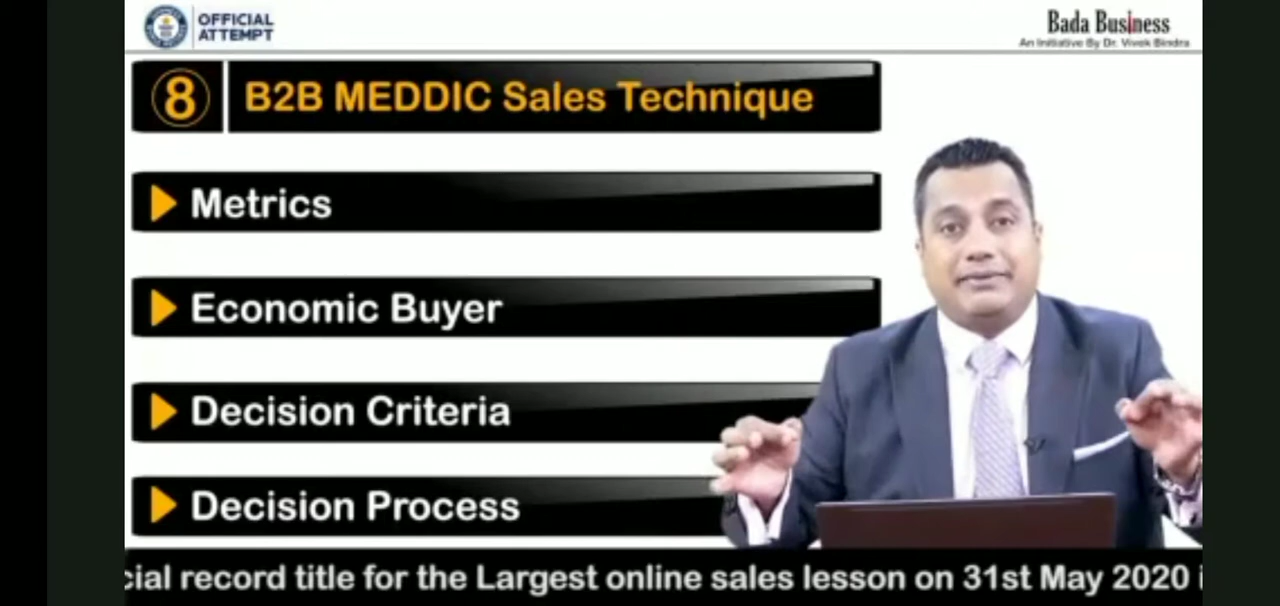 OFFICIAL
ATTEMPT
Bada Business
An Initiative By Dr. Vivek Bindra
8
B2B MEDDIC Sales Technique
Metrics
Economic Buyer
Decision Criteria
Decision Process
cial record title for the Largest online sales lesson on 31st May 2020 i